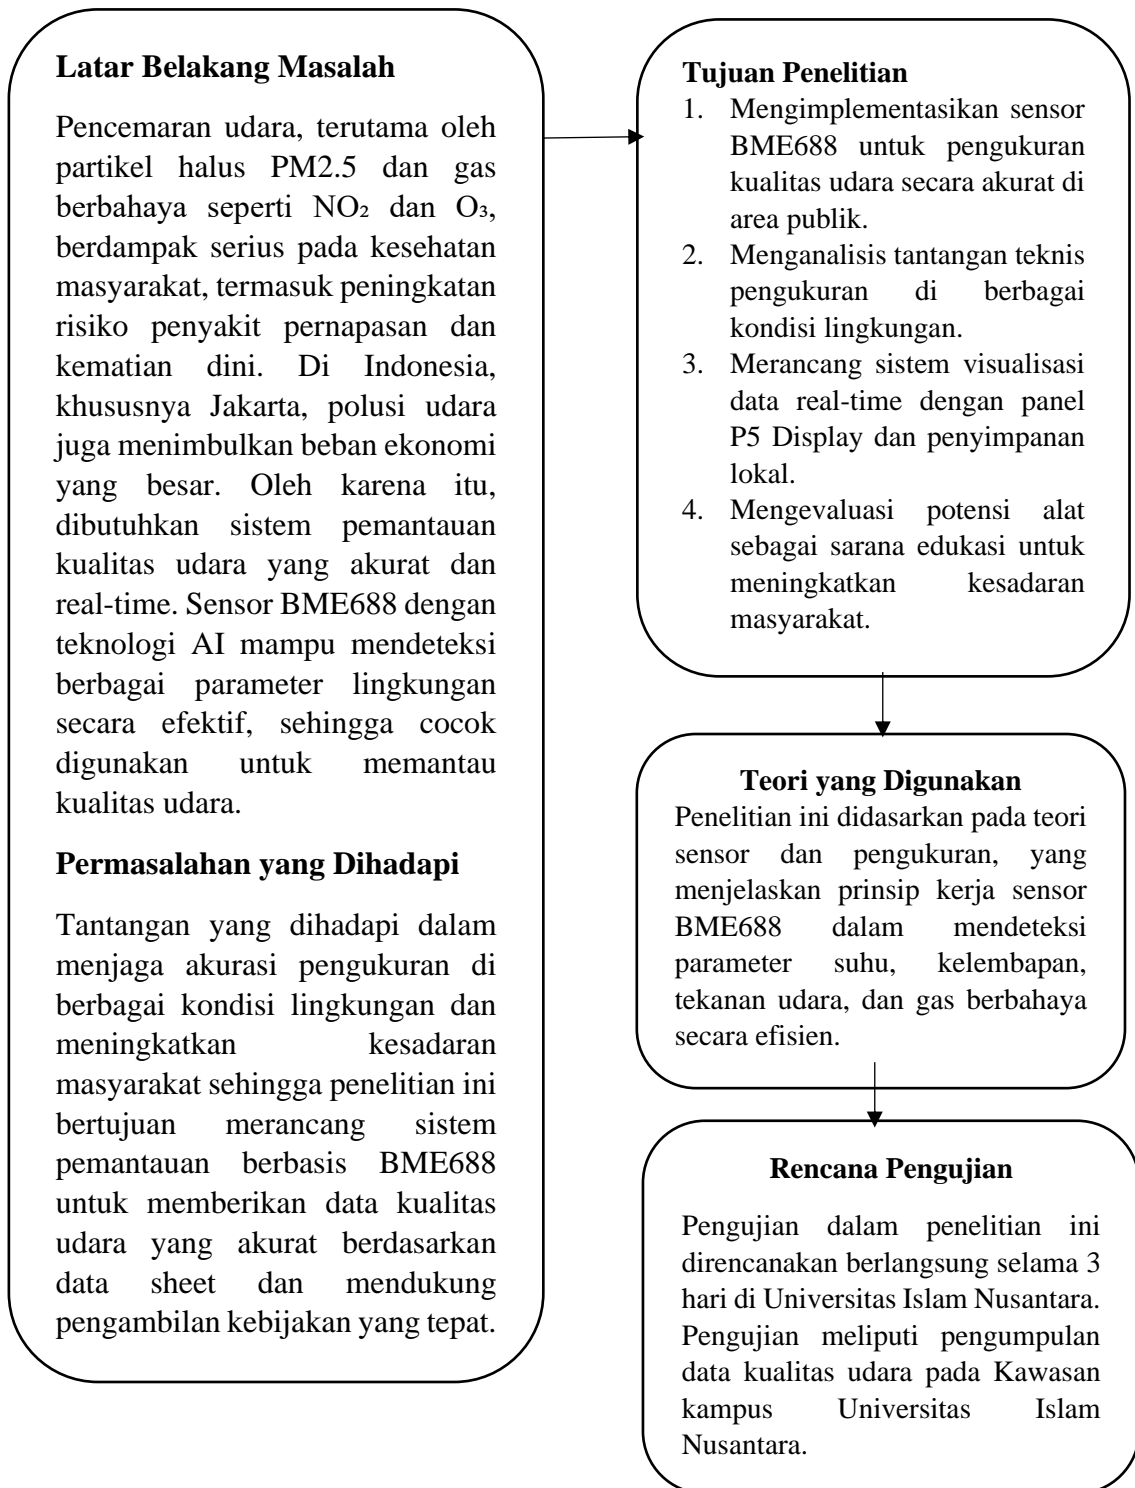 Latar Belakang Masalah
Pencemaran udara, terutama oleh
partikel halus PM2.5 dan gas
berbahaya seperti NO₂ dan O₃,
berdampak serius pada kesehatan
masyarakat, termasuk peningkatan
risiko penyakit pernapasan dan
kematian dini. Di Indonesia,
khususnya Jakarta, polusi udara
juga menimbulkan beban ekonomi
yang besar. Oleh karena itu,
dibutuhkan sistem pemantauan
kualitas udara yang akurat dan
real-time. Sensor BME688 dengan
teknologi AI mampu mendeteksi
berbagai parameter lingkungan
secara efektif, sehingga cocok
digunakan untuk memantau
kualitas udara.
Permasalahan yang Dihadapi
Tantangan yang dihadapi dalam
menjaga akurasi pengukuran di
berbagai kondisi lingkungan dan
meningkatkan kesadaran
masyarakat sehingga penelitian ini
bertujuan merancang sistem
pemantauan berbasis BME688
untuk memberikan data kualitas
udara yang akurat berdasarkan
data sheet dan mendukung
pengambilan kebijakan yang tepat.
Tujuan Penelitian
1. Mengimplementasikan sensor
BME688 untuk pengukuran
kualitas udara secara akurat di
area publik.
2. Menganalisis tantangan teknis
pengukuran di berbagai
kondisi lingkungan.
3. Merancang sistem visualisasi
data real-time dengan panel
P5 Display dan penyimpanan
lokal.
4. Mengevaluasi potensi alat
sebagai sarana edukasi untuk
meningkatkan kesadaran
masyarakat.
Teori yang Digunakan
Penelitian ini didasarkan pada teori
sensor dan pengukuran, yang
menjelaskan prinsip kerja sensor
BME688 dalam mendeteksi
parameter suhu, kelembapan,
tekanan udara, dan gas berbahaya
secara efisien.
Rencana Pengujian
Pengujian dalam penelitian ini
direncanakan berlangsung selama 3
hari di Universitas Islam Nusantara.
Pengujian meliputi pengumpulan
data kualitas udara pada Kawasan
kampus Universitas Islam
Nusantara.